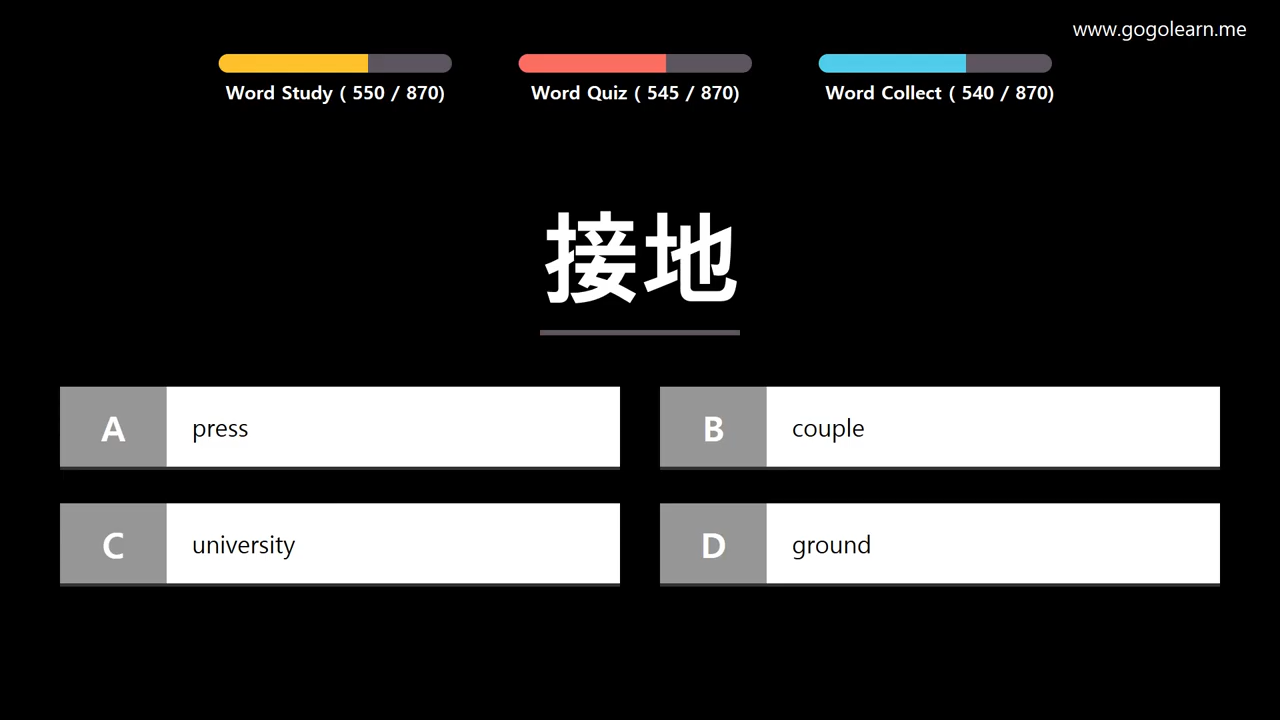 www.gogolearn.me
Word Study ( 550 / 870)
Word Quiz ( 545 / 870)
Word Collect ( 540 / 870)
接地
A press
B couple
C university
D ground